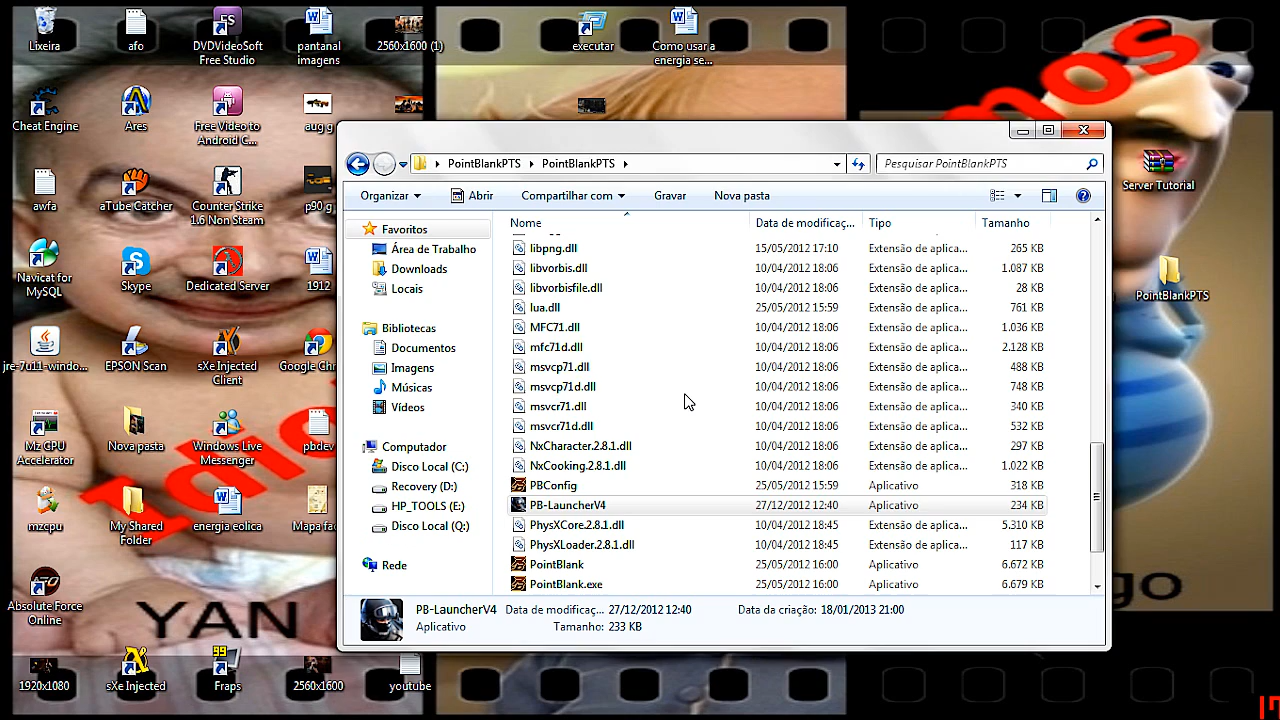 Lixeira
afo
DVDVideoSoft
Free Studio
pantanal
imagens
2560x1600 (1)
executar
Como usar a
energia se...
Cheat Engine
Ares
Free Video to
Android C...
aug g
awfa
aTube Catcher
Counter Strike
1.6 Non Steam
p90 g
Navicat for
MySQL
Skype
Dedicated Server
1912
jre-7u11-windo...
EPSON Scan
sXe Injected
Client
Google Chr
Mz CPU
Accelerator
Nova pasta
Windows Live
Messenger
pbdev
mzcpu
My Shared
Folder
energia eolica
Mapa fac
Absolute Force
Online
YAN
1920x1080
sXe Injected
99
Fraps
2560x1600
youtube
Server Tutorial
PointBlankPTS
PointBlankPTS
PointBlankPTS
Pesquisar PointBlankPTS
Organizar
Abrir
Compartilhar com
Gravar
Nova pasta
Favoritos
Área de Trabalho
Downloads
Locais
Bibliotecas
Documentos
Imagens
Músicas
Vídeos
Computador
Disco Local (C:)
Recovery (D:)
HP_TOOLS (E:)
Disco Local (Q:)
Rede
Nome Data de modificaç... Tipo Tamanho
libpng.dll 15/05/2012 17:10 Extensão de aplica... 265 KB
libvorbis.dll 10/04/2012 18:06 Extensão de aplica... 1.087 KB
libvorbisfile.dll 10/04/2012 18:06 Extensão de aplica... 28 KB
lua.dll 25/05/2012 15:59 Extensão de aplica... 761 KB
MFC71.dll 10/04/2012 18:06 Extensão de aplica... 1.036 KB
mfc71d.dll 10/04/2012 18:06 Extensão de aplica... 2.128 KB
msvcp71.dll 10/04/2012 18:06 Extensão de aplica... 488 KB
msvcp71d.dll 10/04/2012 18:06 Extensão de aplica... 748 KB
msvcr71.dll 10/04/2012 18:06 Extensão de aplica... 340 KB
msvcr71d.dll 10/04/2012 18:06 Extensão de aplica... 532 KB
NxCharacter.2.8.1.dll 10/04/2012 18:06 Extensão de aplica... 297 KB
NxCooking.2.8.1.dll 10/04/2012 18:06 Extensão de aplica... 1.022 KB
PBConfig 25/05/2012 15:59 Aplicativo 318 KB
PB-LauncherV4 27/12/2012 12:40 Aplicativo 234 KB
PhysXCore.2.8.1.dll 10/04/2012 18:45 Extensão de aplica... 5.310 KB
PhysXLoader.2.8.1.dll 10/04/2012 18:45 Extensão de aplica... 117 KB
PointBlank 25/05/2012 16:00 Aplicativo 6.672 KB
PointBlank.exe 25/05/2012 16:00 Aplicativo 6.679 KB
PB-LauncherV4 Data de modificaç... 27/12/2012 12:40 Data da criação: 18/01/2013 21:00
Aplicativo Tamanho: 233 KB